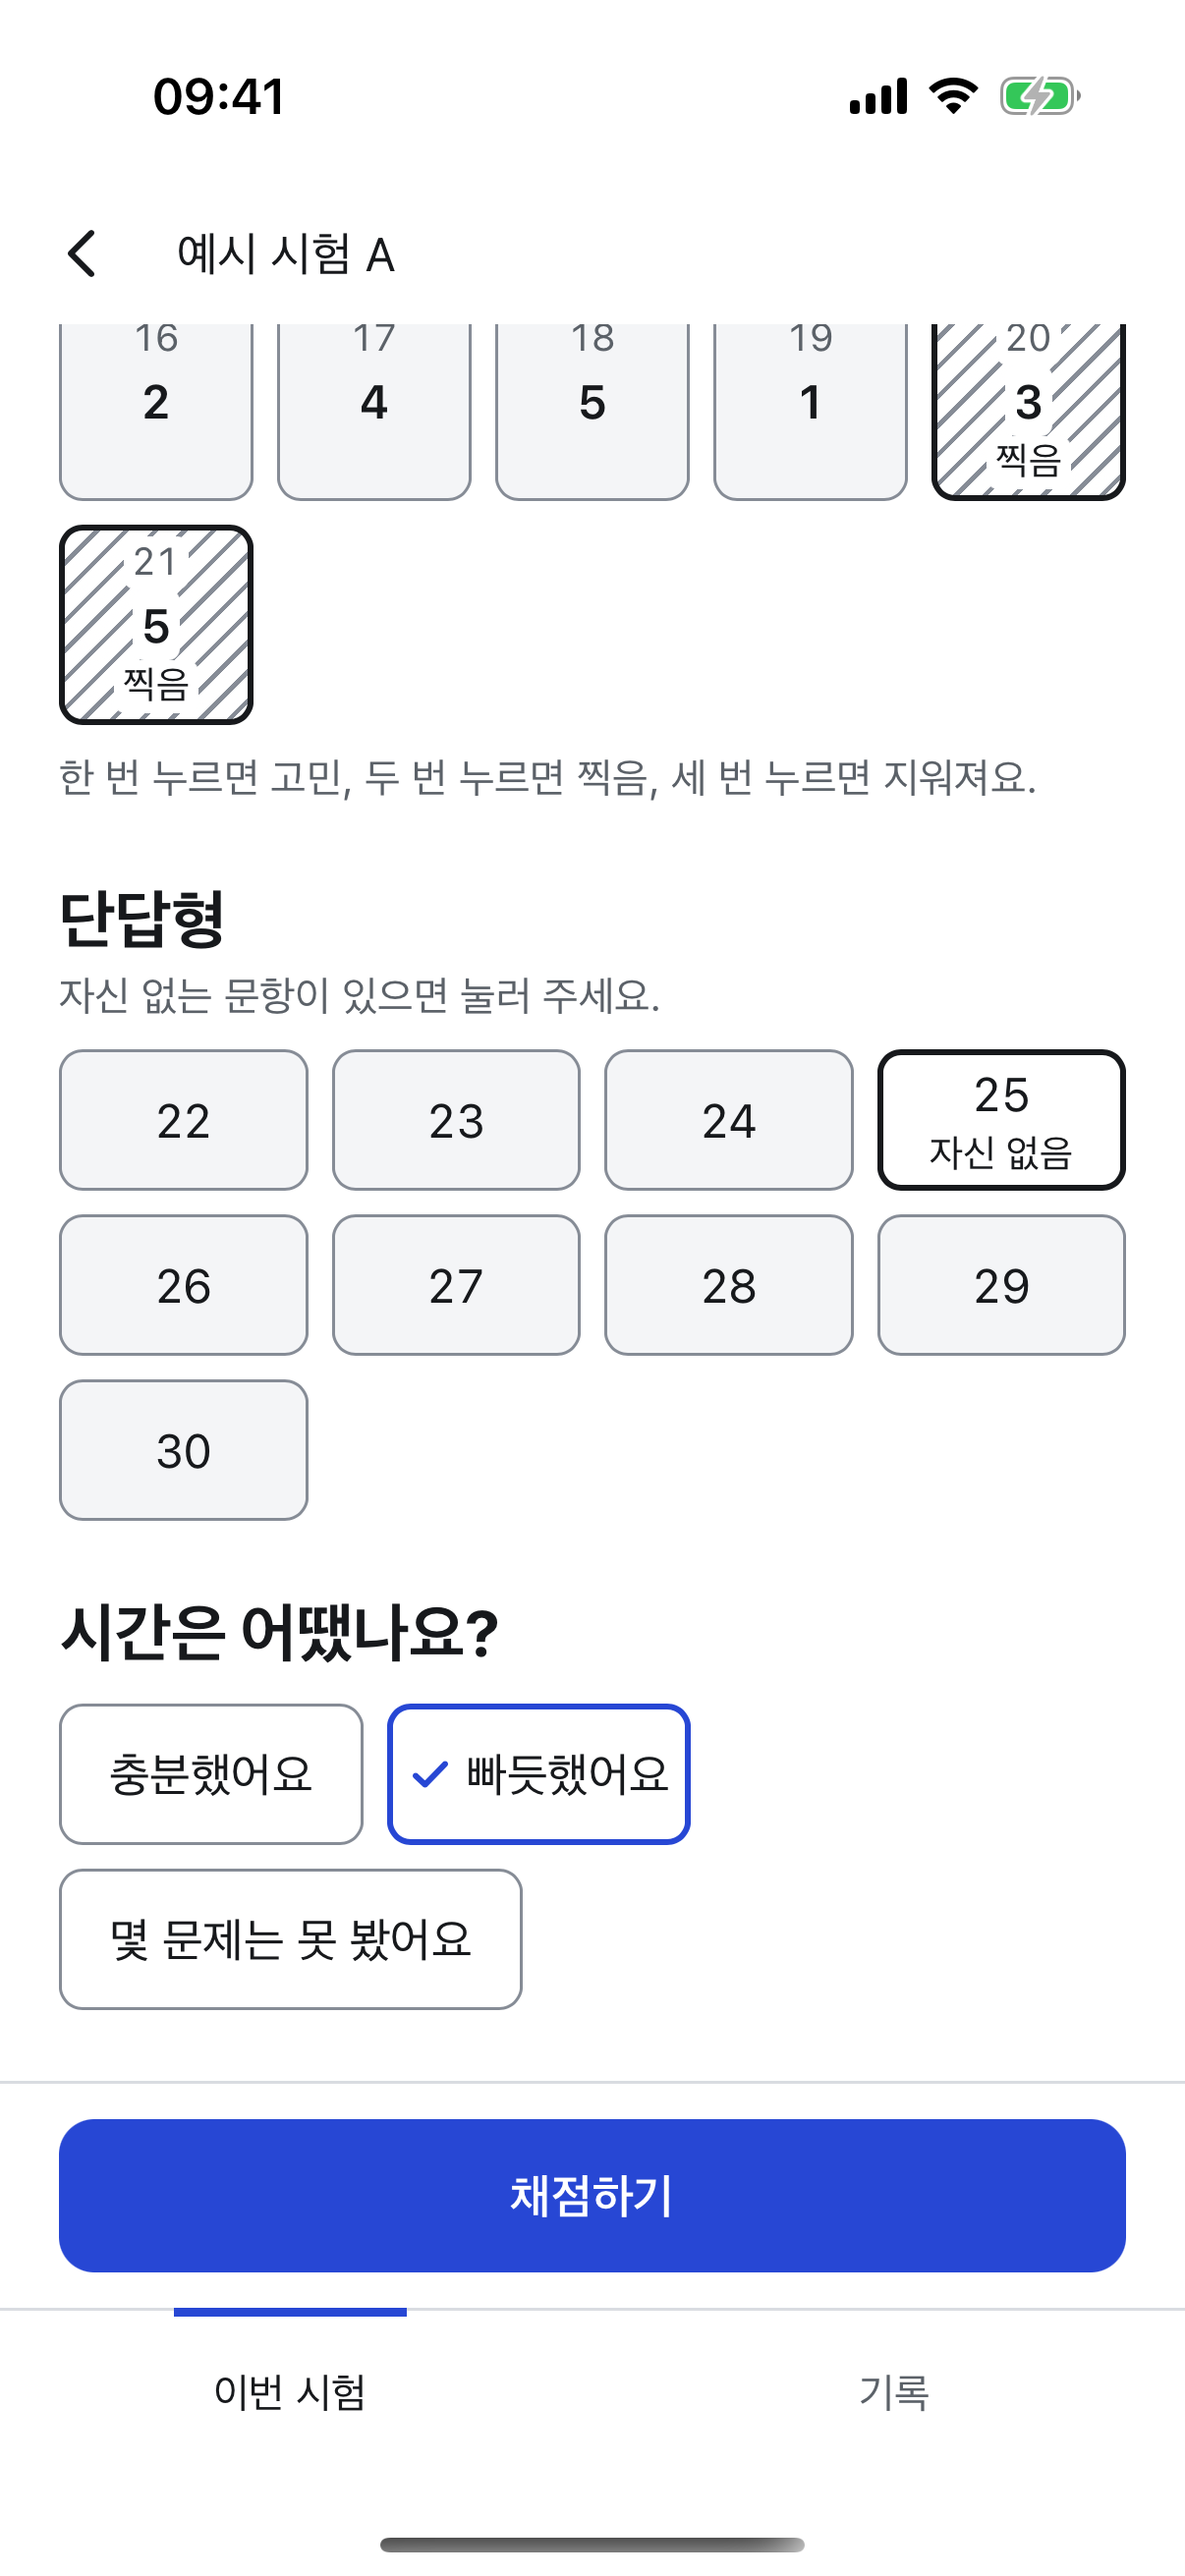 09:41
예시 시험 A
16 17 18 19 20
2 4 5 1 3
찍음
21
5
찍음
한 번 누르면 고민, 두 번 누르면 찍음, 세 번 누르면 지워져요.
단답형
자신 없는 문항이 있으면 눌러 주세요.
22 23 24 25
자신 없음
26 27 28 29
30
시간은 어땠나요?
충분했어요 빠듯했어요
몇 문제는 못 봤어요
채점하기
이번 시험 기록